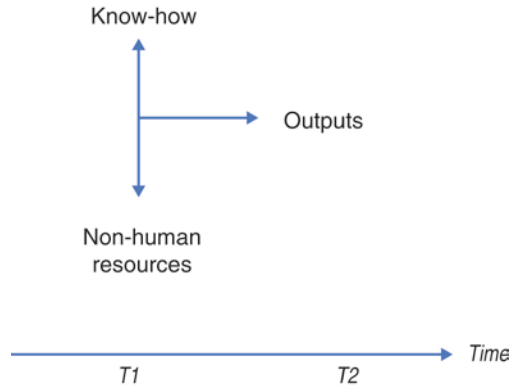 Know-how
Outputs
Non-human
resources
Time
T1
T2